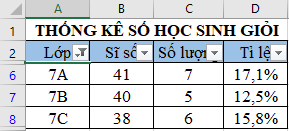 A B C D
1 THỐNG KÊ SỐ HỌC SINH GIỎI
2 Lớp Sĩ số Số lượn Tỉ lệ
6 7A 41 7 17,1%
7 7B 40 5 12,5%
8 7C 38 6 15,8%